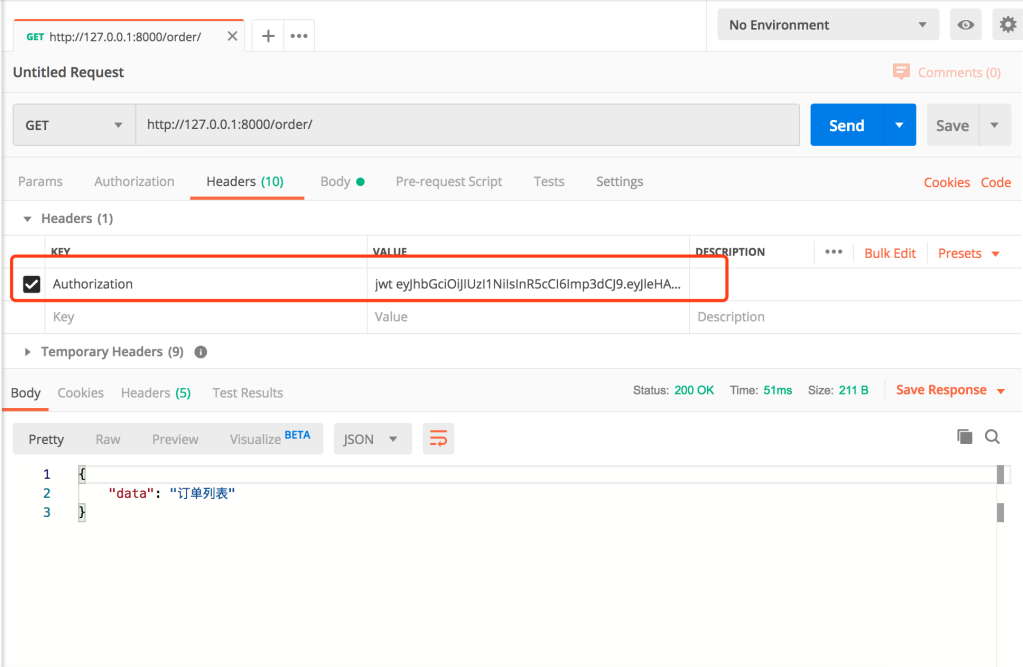 GET http://127.0.0.1:8000/order/
No Environment
Untitled Request
Comments (0)
GET http://127.0.0.1:8000/order/ Send Save
Params Authorization Headers (10) Body Pre-request Script Tests Settings Cookies Code
Headers (1)
KEY VALUE DESCRIPTION Bulk Edit Presets
Authorization jwt eyJhbGciOiJIUzI1NiIsInR5cCI6Imp3dCJ9.eyJleHA...
Key Value Description
Temporary Headers (9)
Body Cookies Headers (5) Test Results Status: 200 OK Time: 51ms Size: 211 B Save Response
Pretty Raw Preview Visualize BETA JSON
1 {
2 "data": "订单列表"
3 }